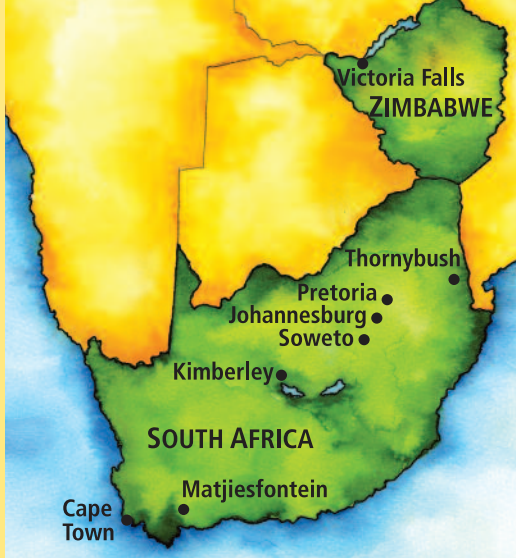 Victoria Falls
ZIMBABWE
Thornybush
Pretoria
Johannesburg
Soweto
Kimberley
SOUTH AFRICA
Matjiesfontein
Cape
Town